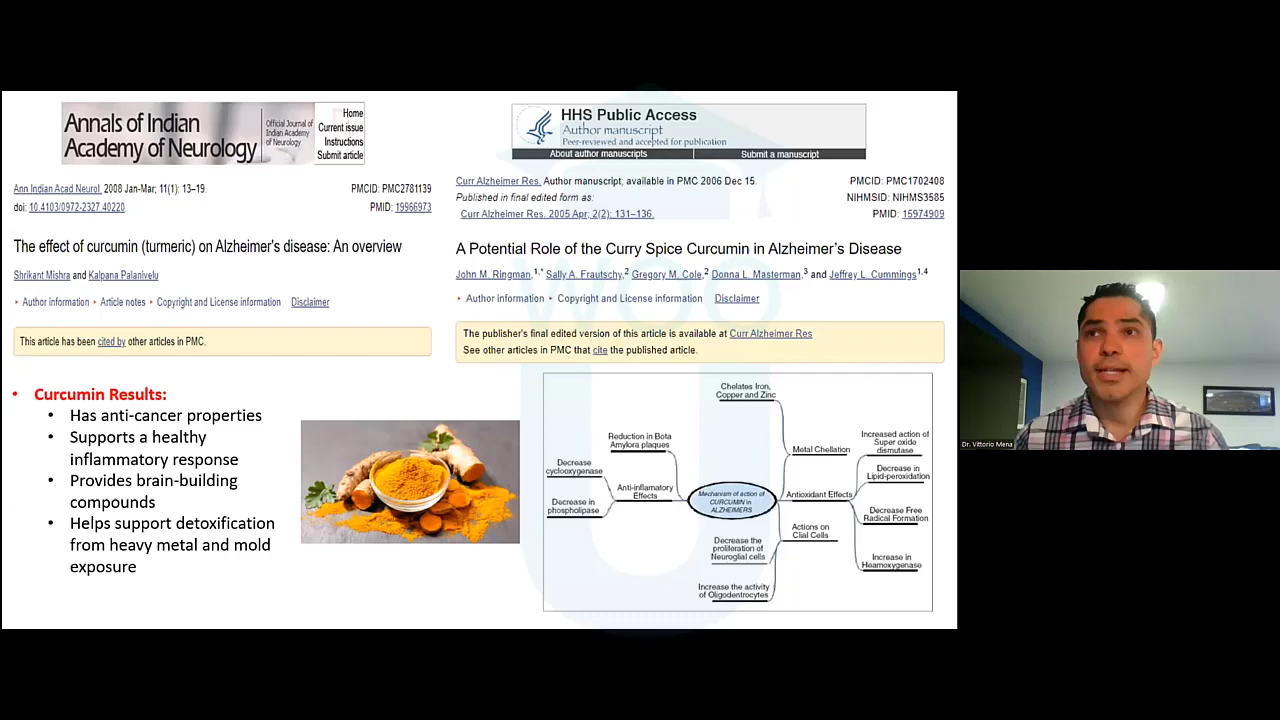 Annals of Indian
Academy of Neurology
Official Journal of
Indian Academy
of Neurology
Home
Current issue
Instructions
Submit article
Ann Indian Acad Neurol. 2008 Jan-Mar; 11(1): 13–19.
PMCID: PMC2781139
doi: 10.4103/0972-2327.40220
PMID: 19966973
The effect of curcumin (turmeric) on Alzheimer's disease: An overview
Shrikant Mishra and Kalpana Palanivelu
▸ Author information ▸ Article notes ▸ Copyright and License information Disclaimer
This article has been cited by other articles in PMC.
• Curcumin Results:
• Has anti-cancer properties
• Supports a healthy
inflammatory response
• Provides brain-building
compounds
• Helps support detoxification
from heavy metal and mold
exposure
HHS Public Access
Author manuscript
Peer-reviewed and accepted for publication
About author manuscripts
Submit a manuscript
Curr Alzheimer Res. Author manuscript; available in PMC 2006 Dec 15.
PMCID: PMC1702408
Published in final edited form as:
NIHMSID: NIHMS3585
Curr Alzheimer Res. 2005 Apr; 2(2): 131–136.
PMID: 15974909
A Potential Role of the Curry Spice Curcumin in Alzheimer's Disease
John M. Ringman,1,* Sally A. Frautschy,2 Gregory M. Cole,2 Donna L. Masterman,3 and Jeffrey L. Cummings1,4
▸ Author information ▸ Copyright and License information Disclaimer
The publisher's final edited version of this article is available at Curr Alzheimer Res
See other articles in PMC that cite the published article.
Chelates Iron,
Copper and Zinc
Reduction in Bota
Amylora plaques
Metal Chellation
Increased action of
Super oxide
dismutase
Decrease
cyclooxygenase
Decrease in
Lipid-peroxidation
Anti-inflamatory
Effects
Mechanism of action of
CURCUMIN in
ALZHEIMERS
Antioxidant Effects
Decrease in
phospholipase
Decrease Free
Radical Formation
Actions on
Clial Cells
Decrease the
proliferation of
Neuroglial cells
Increase in
Heamoxygenase
Increase the activity
of Oligodentrocytes
WOO
U
Dr. Vittorio Mena